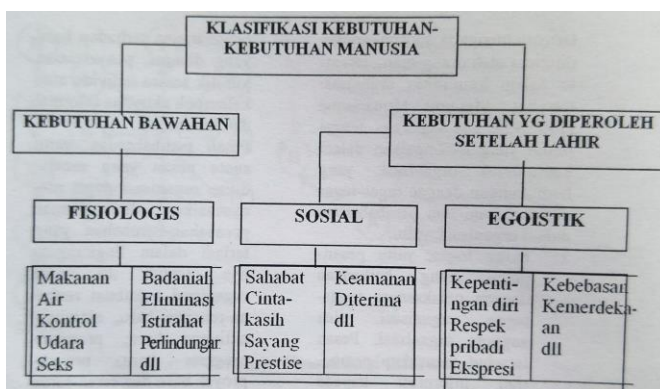 KLASIFIKASI KEBUTUHAN-
KEBUTUHAN MANUSIA
KEBUTUHAN BAWAHAN
KEBUTUHAN YG DIPEROLEH
SETELAH LAHIR
FISIOLOGIS
SOSIAL
EGOISTIK
Makanan
Air
Kontrol
Udara
Seks
Badaniah
Eliminasi
Istirahat
Perlindungar
dll
Sahabat
Cinta-
kasih
Sayang
Prestise
Keamanan
Diterima
dll
Kepenti-
ngan diri
Respek
pribadi
Ekspresi
Kebebasan
Kemerdeka-
an
dll